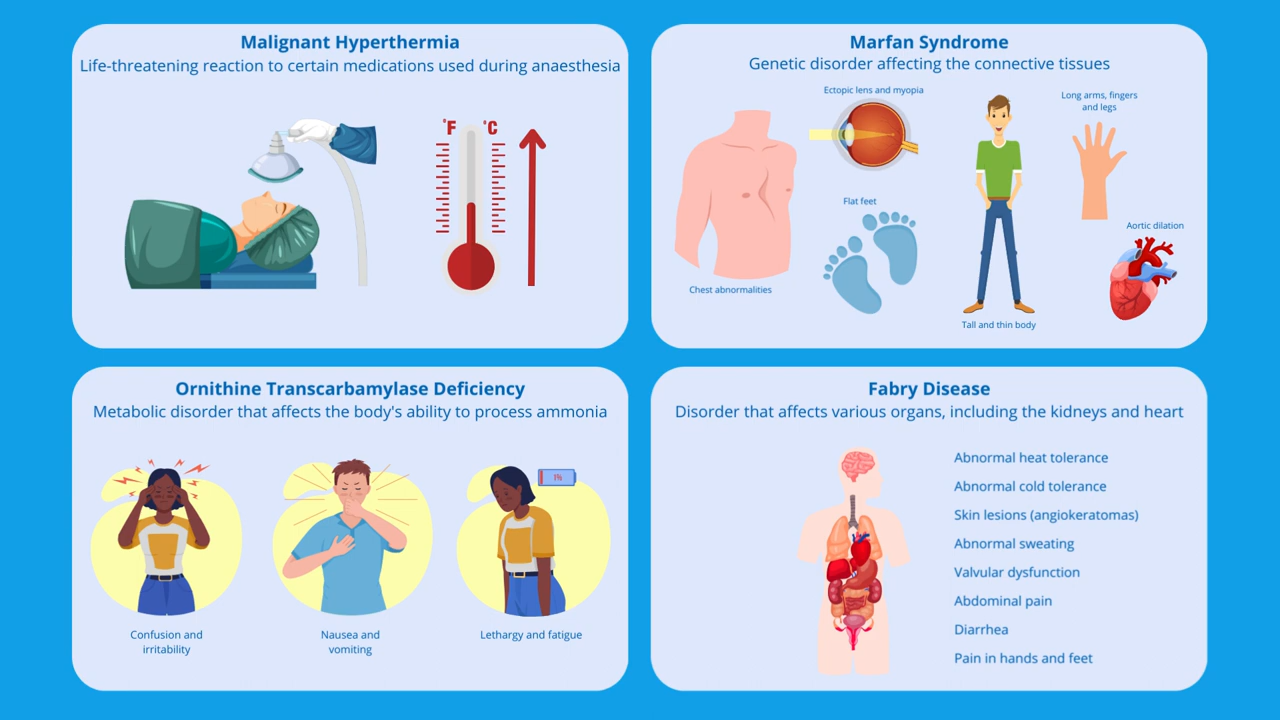 Malignant Hyperthermia
Life-threatening reaction to certain medications used during anaesthesia
°F
°C
Marfan Syndrome
Genetic disorder affecting the connective tissues
Ectopic lens and myopia
Long arms, fingers
and legs
Flat feet
Aortic dilation
Chest abnormalities
Tall and thin body
Ornithine Transcarbamylase Deficiency
Metabolic disorder that affects the body's ability to process ammonia
1%
Confusion and
irritability
Nausea and
vomiting
Lethargy and fatigue
Fabry Disease
Disorder that affects various organs, including the kidneys and heart
Abnormal heat tolerance
Abnormal cold tolerance
Skin lesions (angiokeratomas)
Abnormal sweating
Valvular dysfunction
Abdominal pain
Diarrhea
Pain in hands and feet